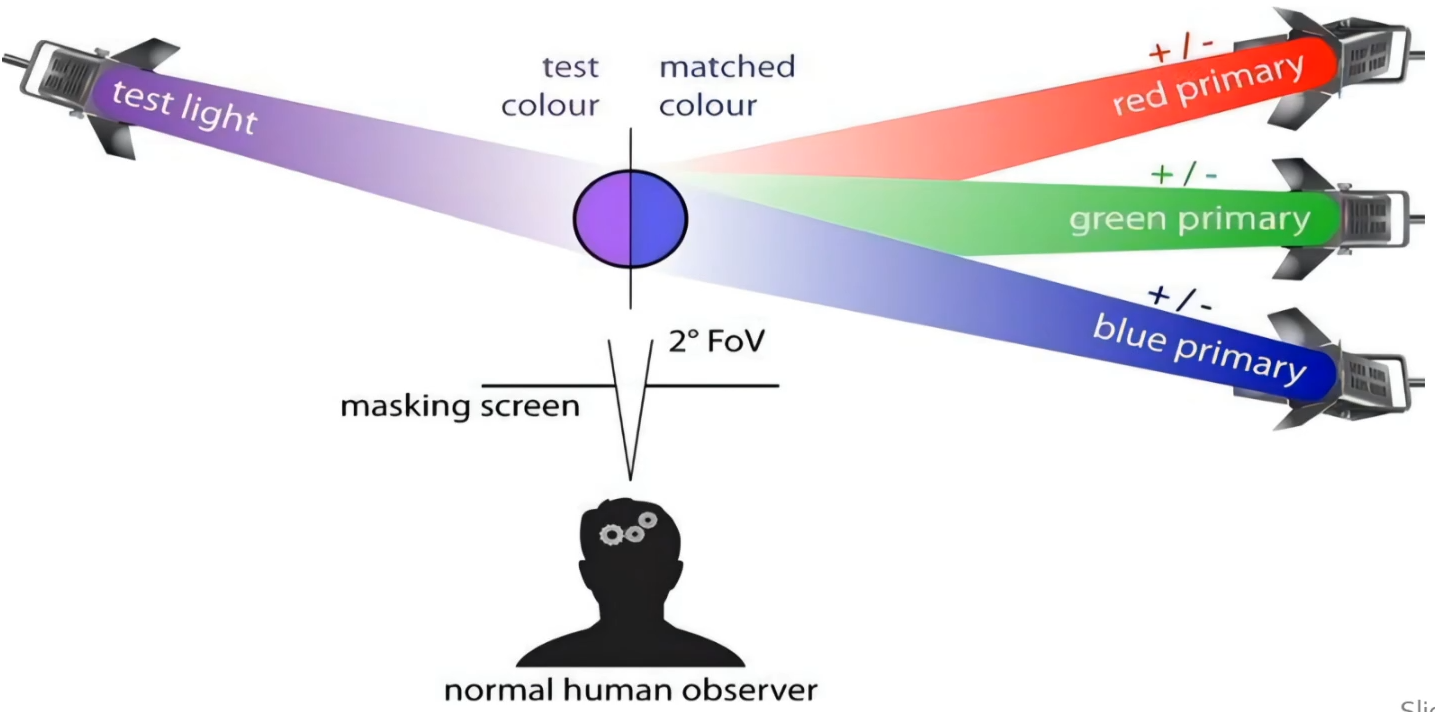 test light
test
colour
matched
colour
+ / -
red primary
+ / -
green primary
+ / -
blue primary
2° FoV
masking screen
normal human observer